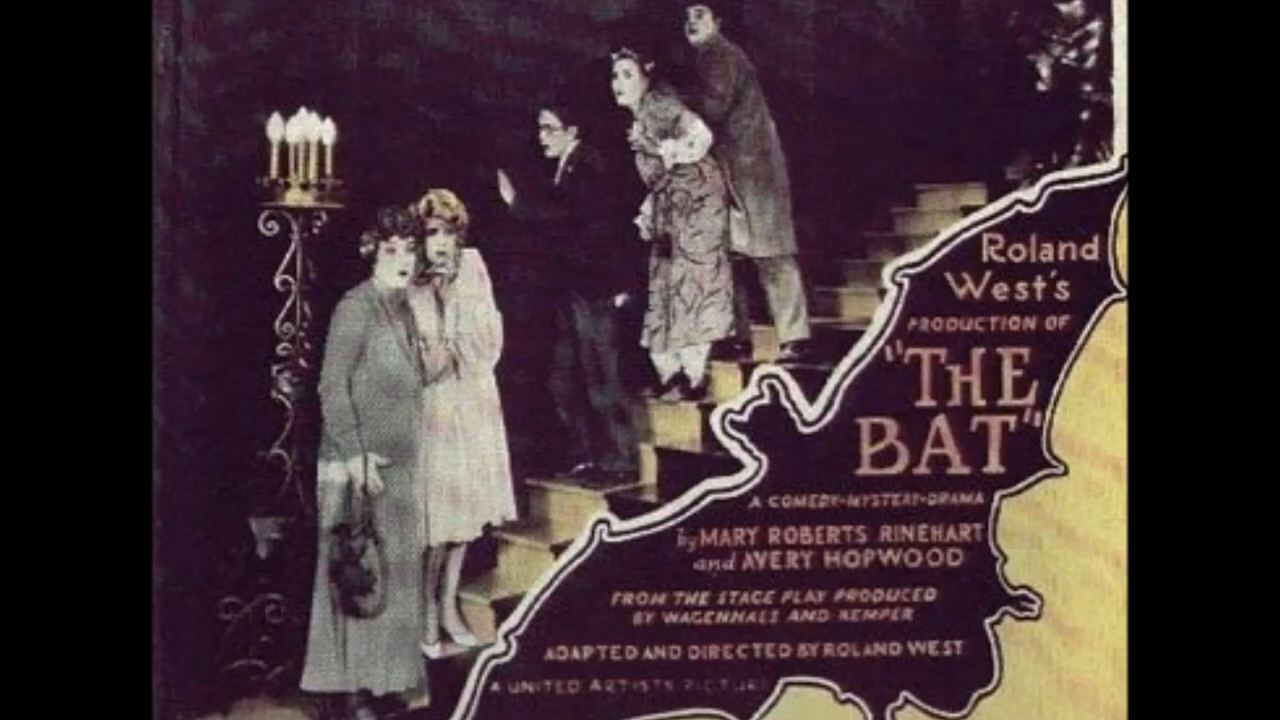 Roland
West's
PRODUCTION OF
"THE
BAT"
A COMEDY-MYSTERY-DRAMA
by MARY ROBERTS RINEHART
and AVERY HOPWOOD
FROM THE STAGE PLAY PRODUCED
BY WAGENHALS AND KEMPER
ADAPTED AND DIRECTED BY ROLAND WEST
A UNITED ARTISTS PICTURE